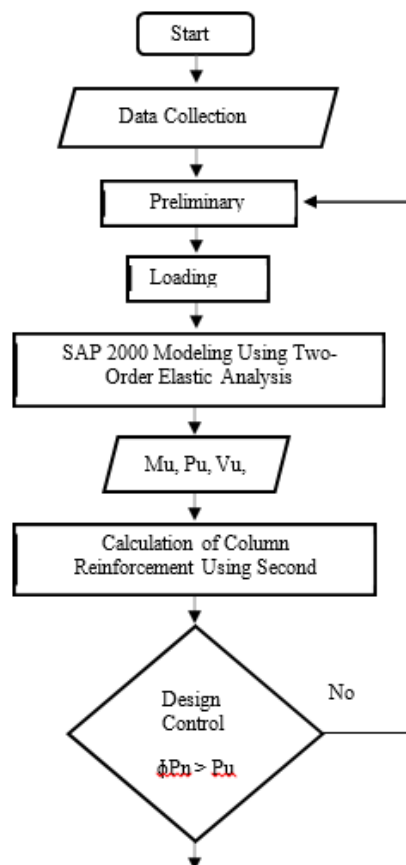 Start
Data Collection
Preliminary
Loading
SAP 2000 Modeling Using Two-
Order Elastic Analysis
Mu, Pu, Vu,
Calculation of Column
Reinforcement Using Second
Design
Control
No
ϕPn > Pu